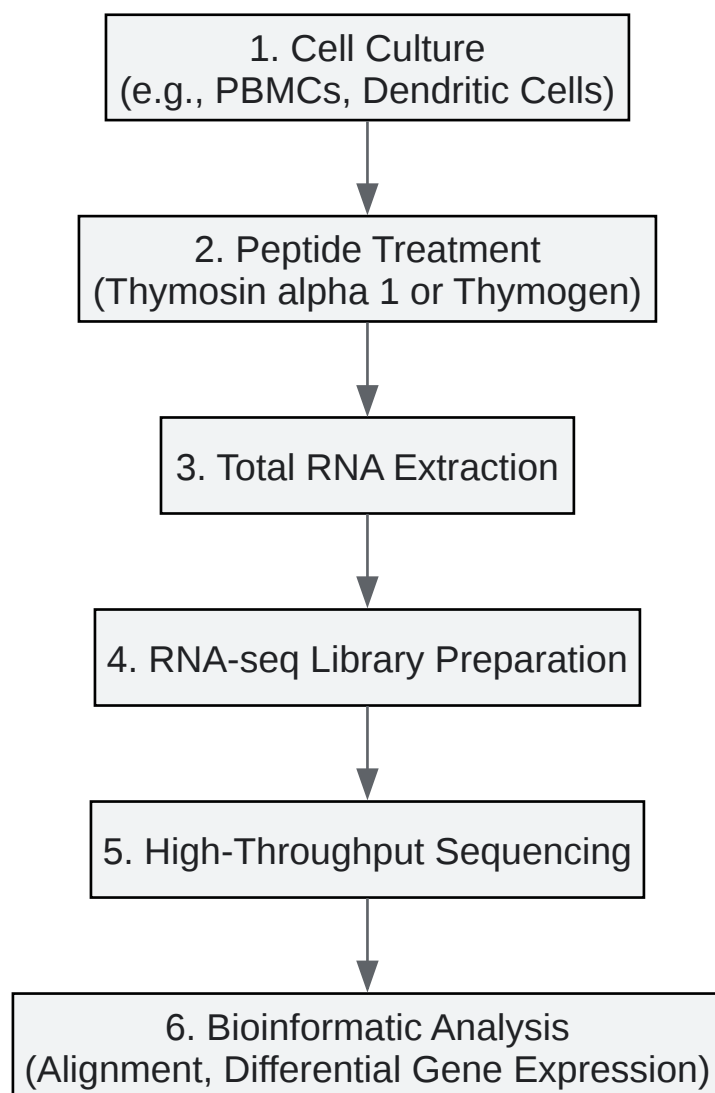 1. Cell Culture
(e.g., PBMCs, Dendritic Cells)
2. Peptide Treatment
(Thymosin alpha 1 or Thymogen)
3. Total RNA Extraction
4. RNA-seq Library Preparation
5. High-Throughput Sequencing
6. Bioinformatic Analysis
(Alignment, Differential Gene Expression)